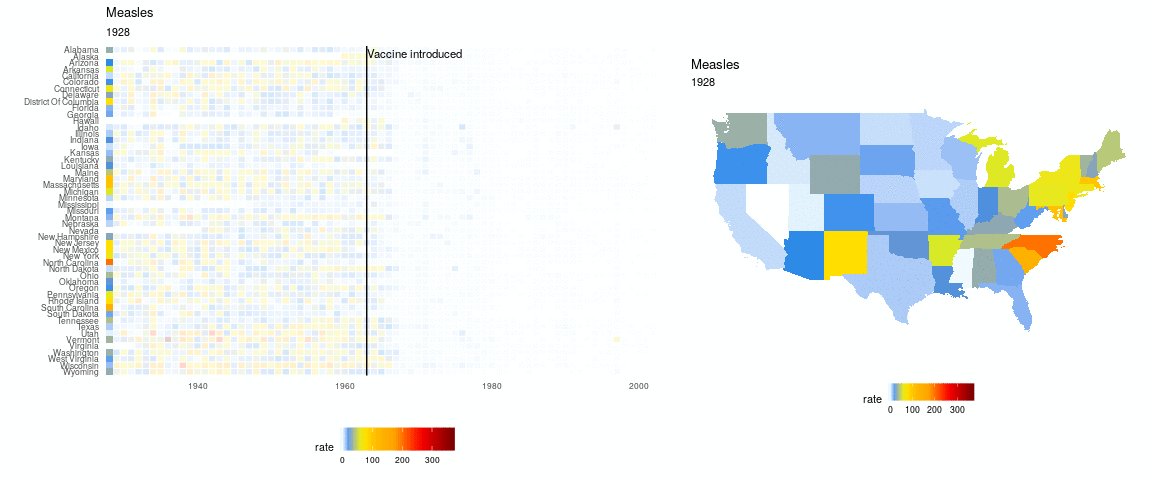 Measles
1928
Alabama
Alaska
Arizona
Arkansas
California
Colorado
Connecticut
Delaware
District Of Columbia
Florida
Georgia
Hawaii
Idaho
Illinois
Indiana
Iowa
Kansas
Kentucky
Louisiana
Maine
Maryland
Massachusetts
Michigan
Minnesota
Mississippi
Missouri
Montana
Nebraska
Nevada
New Hampshire
New Jersey
New Mexico
New York
North Carolina
North Dakota
Ohio
Oklahoma
Oregon
Pennsylvania
Rhode Island
South Carolina
South Dakota
Tennessee
Texas
Utah
Vermont
Virginia
Washington
West Virginia
Wisconsin
Wyoming
Vaccine introduced
1940 1960 1980 2000
rate
0 100 200 300
Measles
1928
rate
0 100 200 300